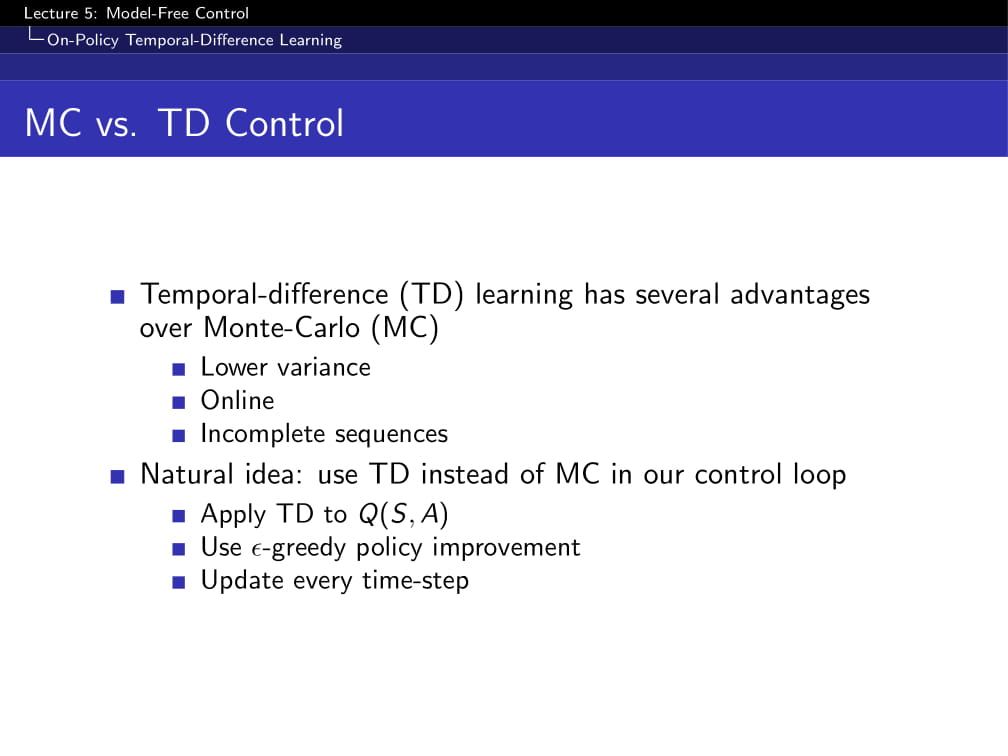 Lecture 5: Model-Free Control
On-Policy Temporal-Difference Learning
MC vs. TD Control
Temporal-difference (TD) learning has several advantages
over Monte-Carlo (MC)
Lower variance
Online
Incomplete sequences
Natural idea: use TD instead of MC in our control loop
Apply TD to Q(S, A)
Use ϵ-greedy policy improvement
Update every time-step